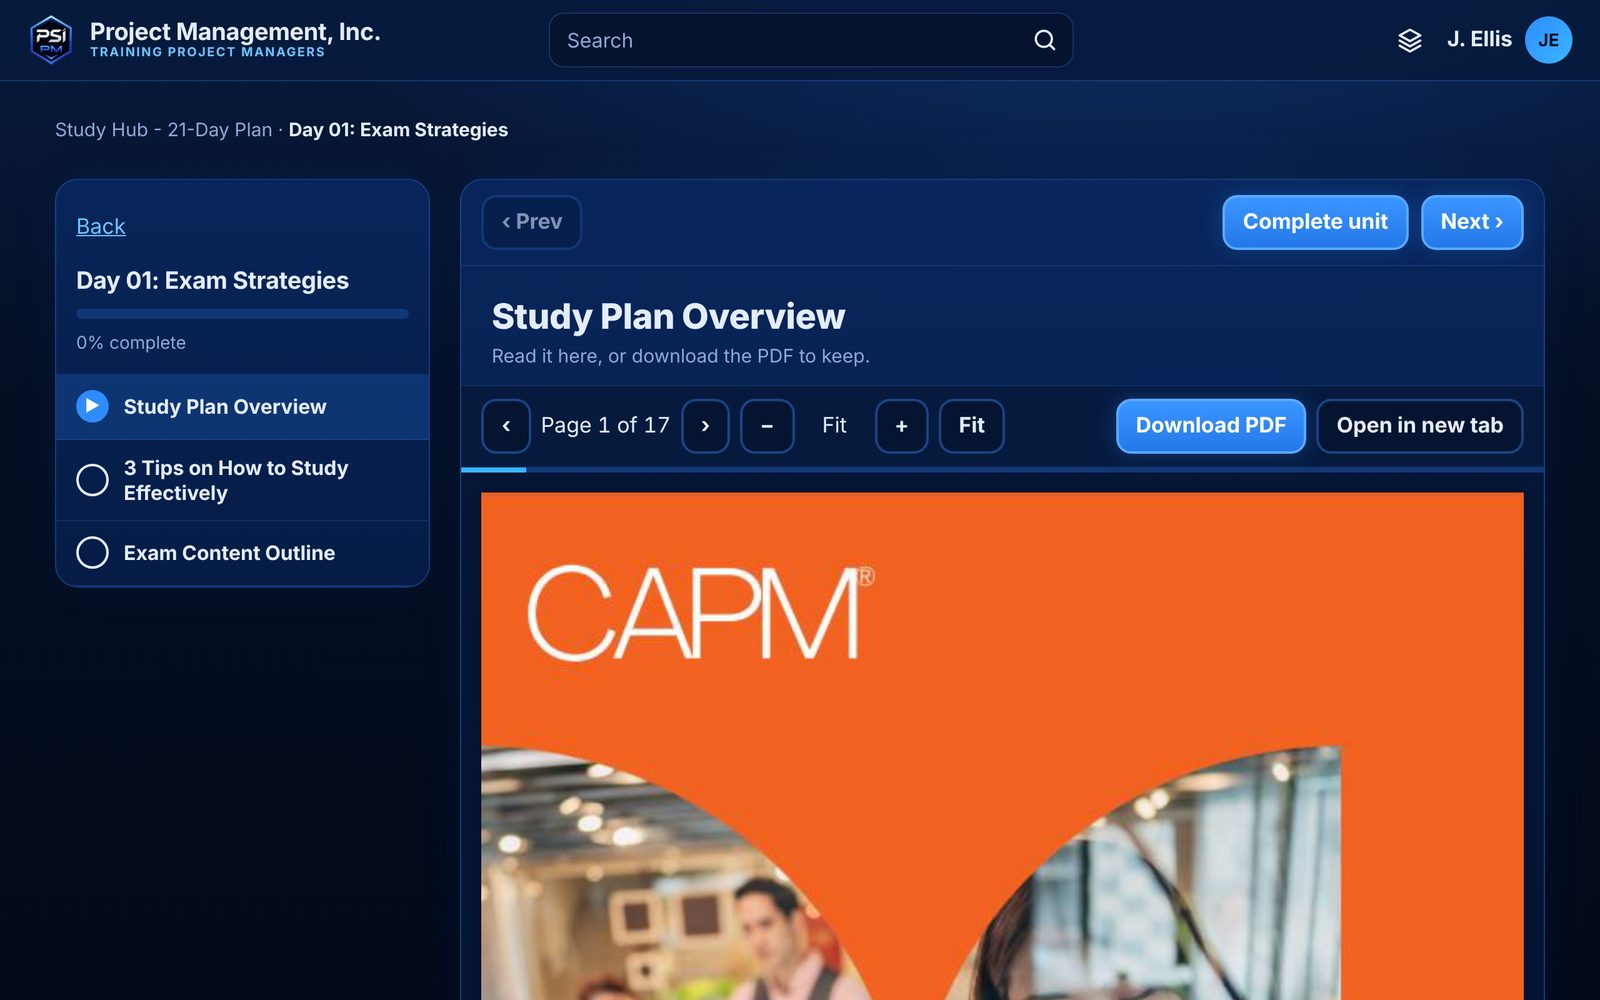 PSI
PM
Project Management, Inc.
TRAINING PROJECT MANAGERS
Search
J. Ellis
JE
Study Hub - 21-Day Plan · Day 01: Exam Strategies
Back
Day 01: Exam Strategies
0% complete
Study Plan Overview
3 Tips on How to Study
Effectively
Exam Content Outline
‹ Prev
Complete unit
Next ›
Study Plan Overview
Read it here, or download the PDF to keep.
‹ Page 1 of 17 › − Fit + Fit
Download PDF
Open in new tab
CAPM®